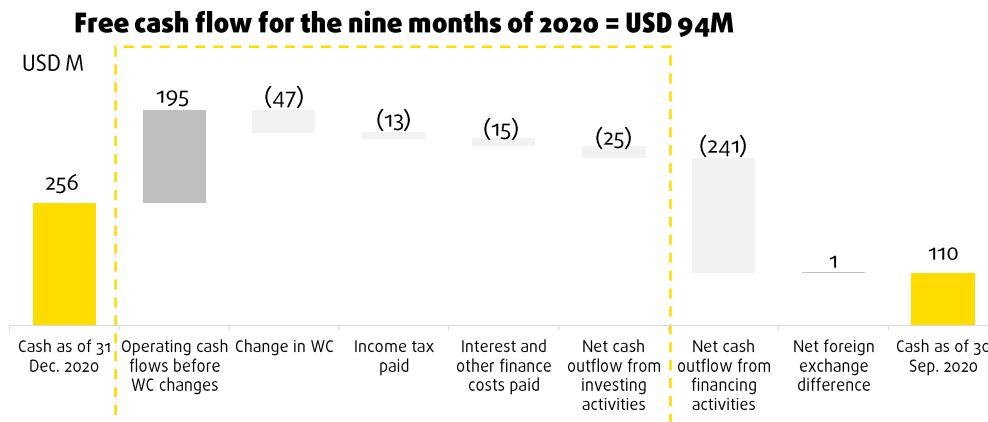 Free cash flow for the nine months of 2020 = USD 94M
USD M
256
195
(47)
(13)
(15)
(25)
(241)
1
110
Cash as of 31
Dec. 2020
Operating cash
flows before
WC changes
Change in WC
Income tax
paid
Interest and
other finance
costs paid
Net cash
outflow from
investing
activities
Net cash
outflow from
financing
activities
Net foreign
exchange
difference
Cash as of 30
Sep. 2020